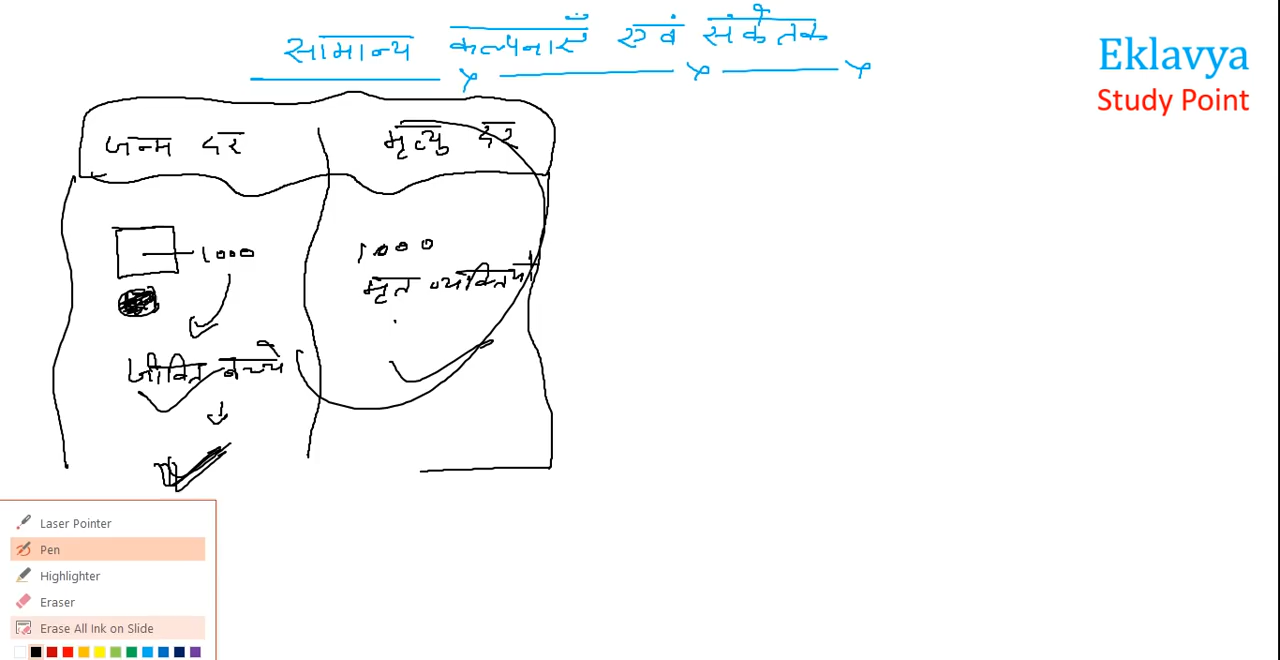 सामान्य कल्पनाएँ एवं संकेतक
Eklavya
Study Point
जन्म दर
मृत्यु दर
1000
1000
मृत व्यक्तियों
जीवित बच्चे
Laser Pointer
Pen
Highlighter
Eraser
Erase All Ink on Slide